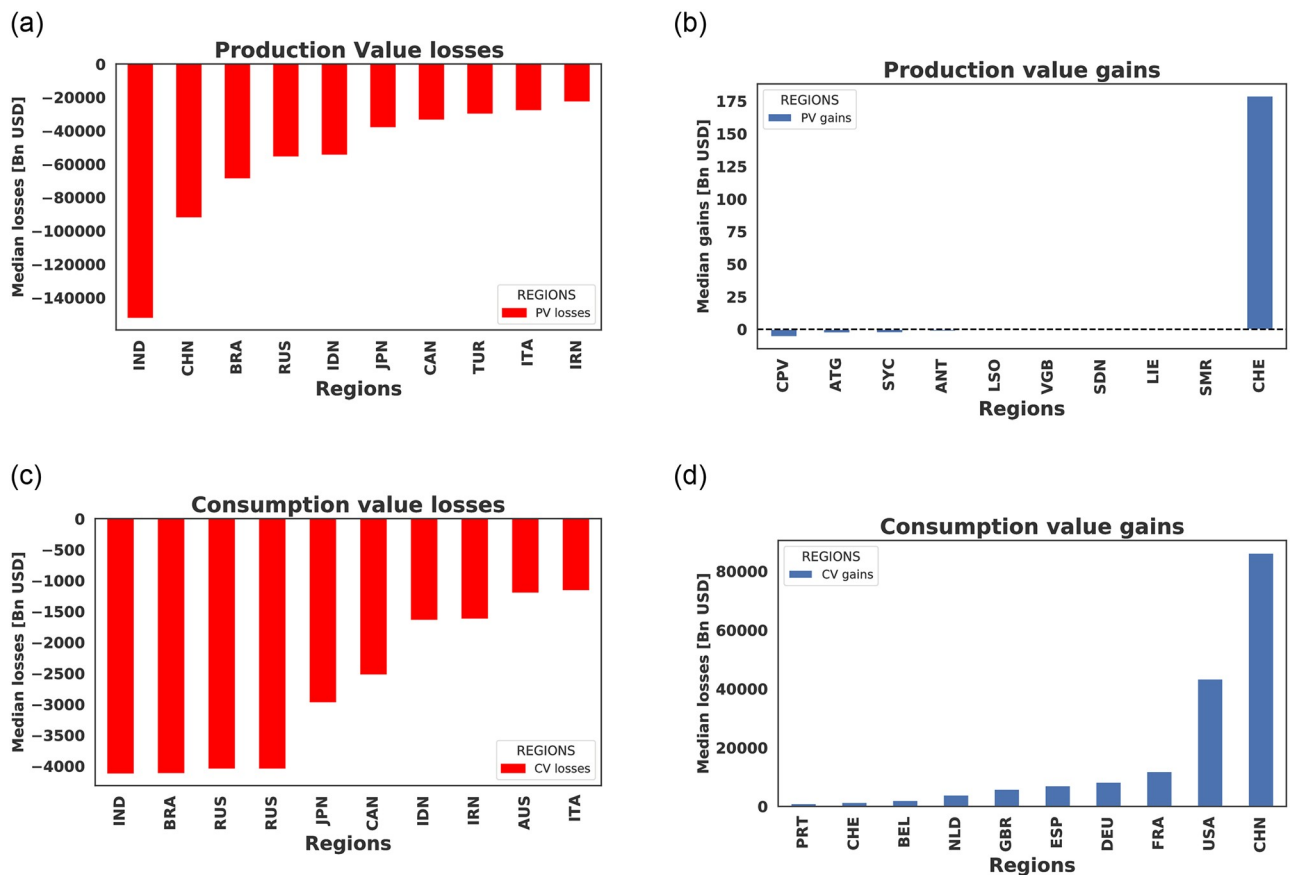 (a)
Production Value losses
Median losses [Bn USD]
0
−20000
−40000
−60000
−80000
−100000
−120000
−140000
REGIONS
PV losses
IND CHN BRA RUS IDN JPN CAN TUR ITA IRN
Regions
(b)
Production value gains
Median gains [Bn USD]
175
150
125
100
75
50
25
0
REGIONS
PV gains
CPV ATG SYC ANT LSO VGB SDN LIE SMR CHE
Regions
(c)
Consumption value losses
Median losses [Bn USD]
0
−500
−1000
−1500
−2000
−2500
−3000
−3500
−4000
REGIONS
CV losses
IND BRA RUS RUS JPN CAN IDN IRN AUS ITA
Regions
(d)
Consumption value gains
Median losses [Bn USD]
80000
60000
40000
20000
0
REGIONS
CV gains
PRT CHE BEL NLD GBR ESP DEU FRA USA CHN
Regions